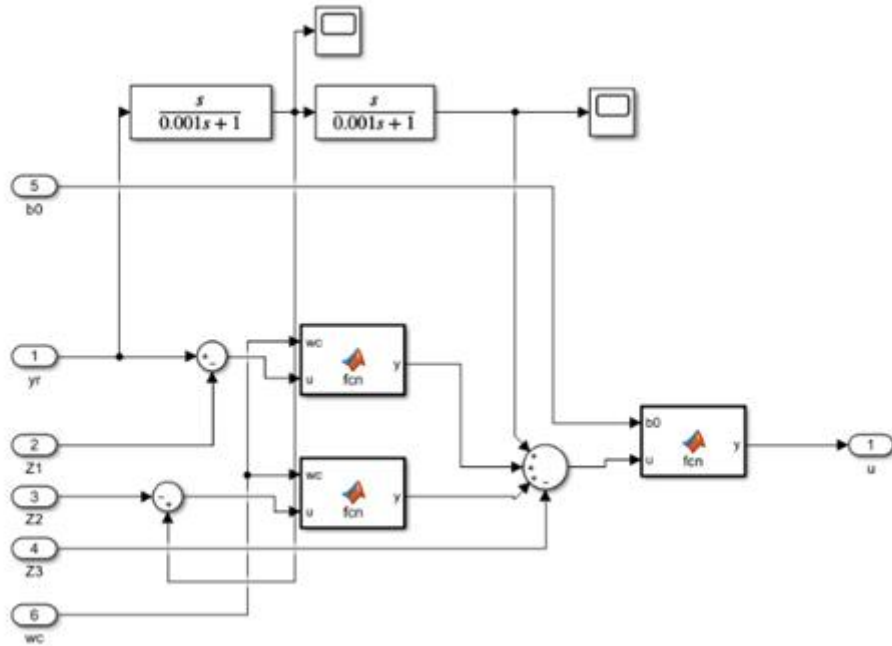 s
0.001s + 1
s
0.001s + 1
5
b0
1
yr
+
-
wc
u
fcn
y
2
Z1
3
Z2
-
+
wc
u
fcn
y
+
+
+
-
b0
u
fcn
y
1
u
4
Z3
6
wc